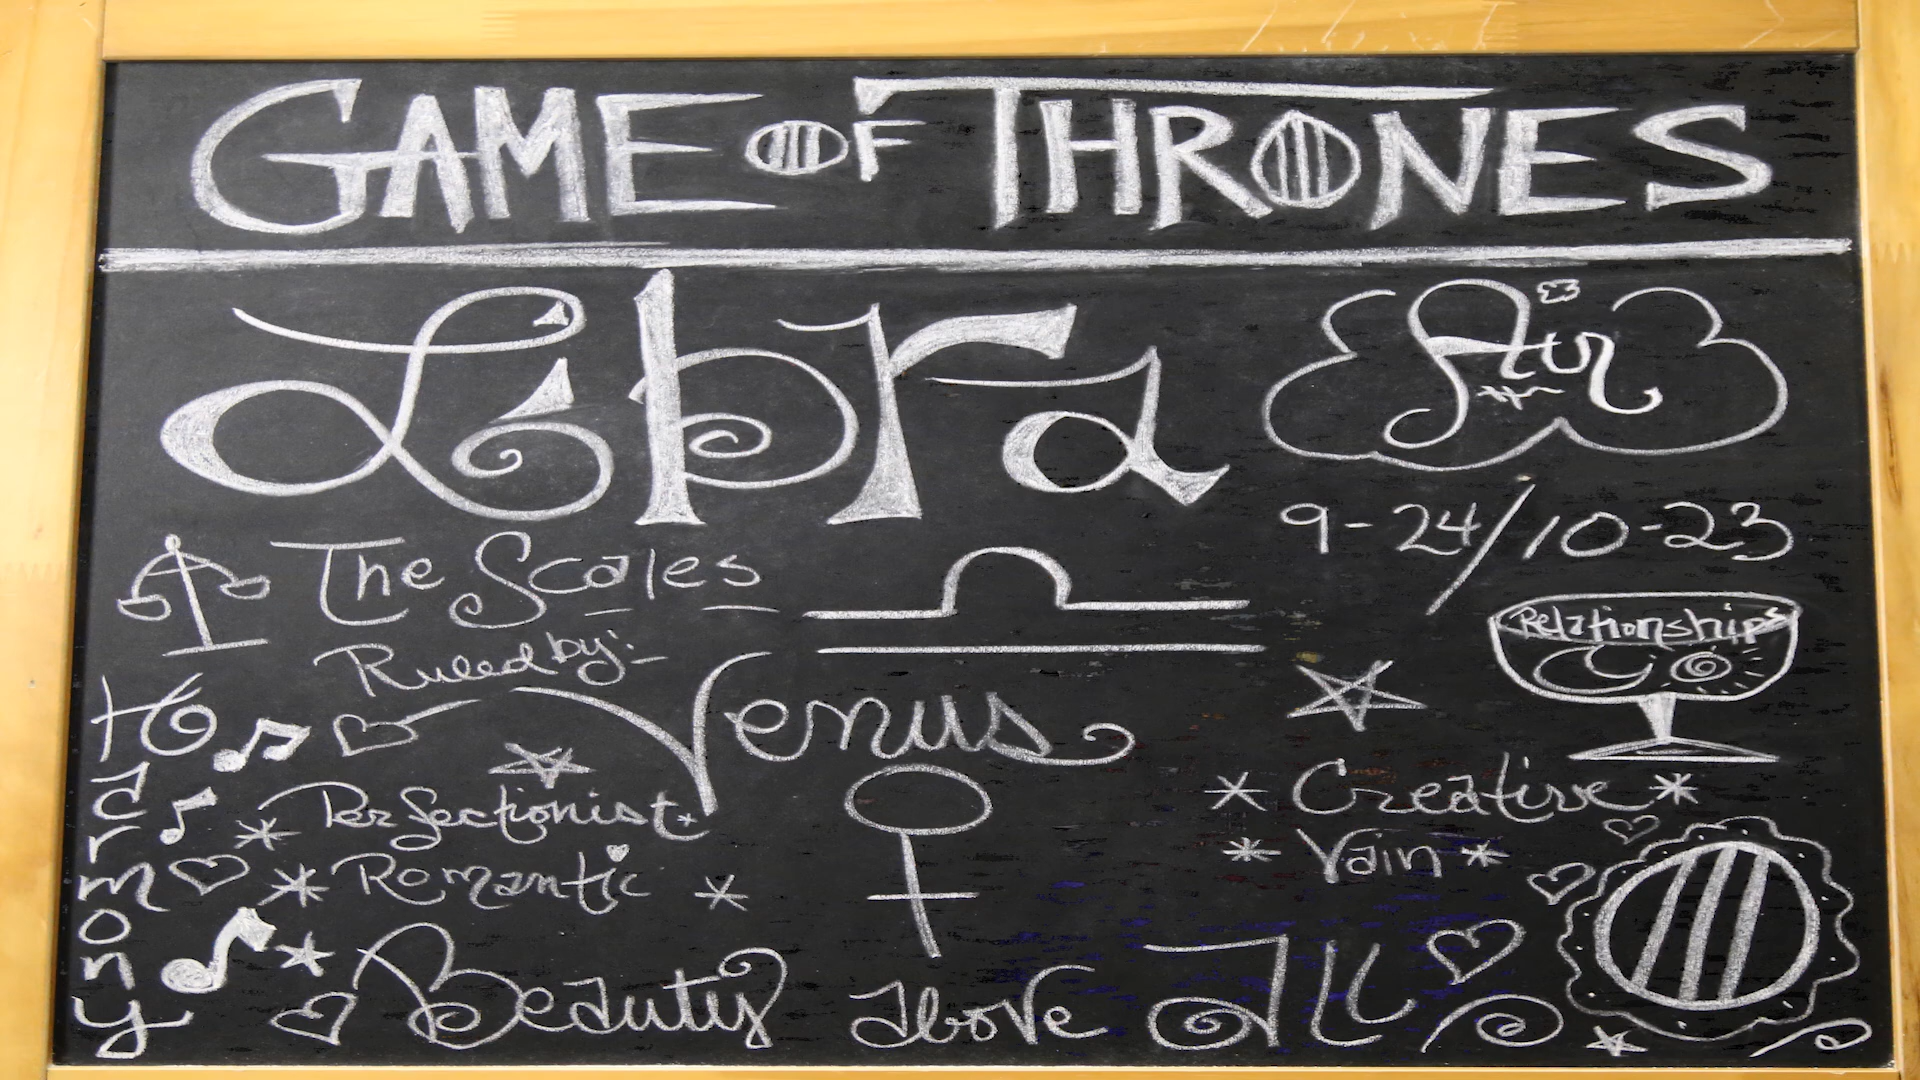 GAME OF THRONES
Libra
Air
9-24/10-23
The Scales
Ruled by:
Relationships
Venus
Harmony
Perfectionist
Romantic
Creative
Vain
Beauty above All